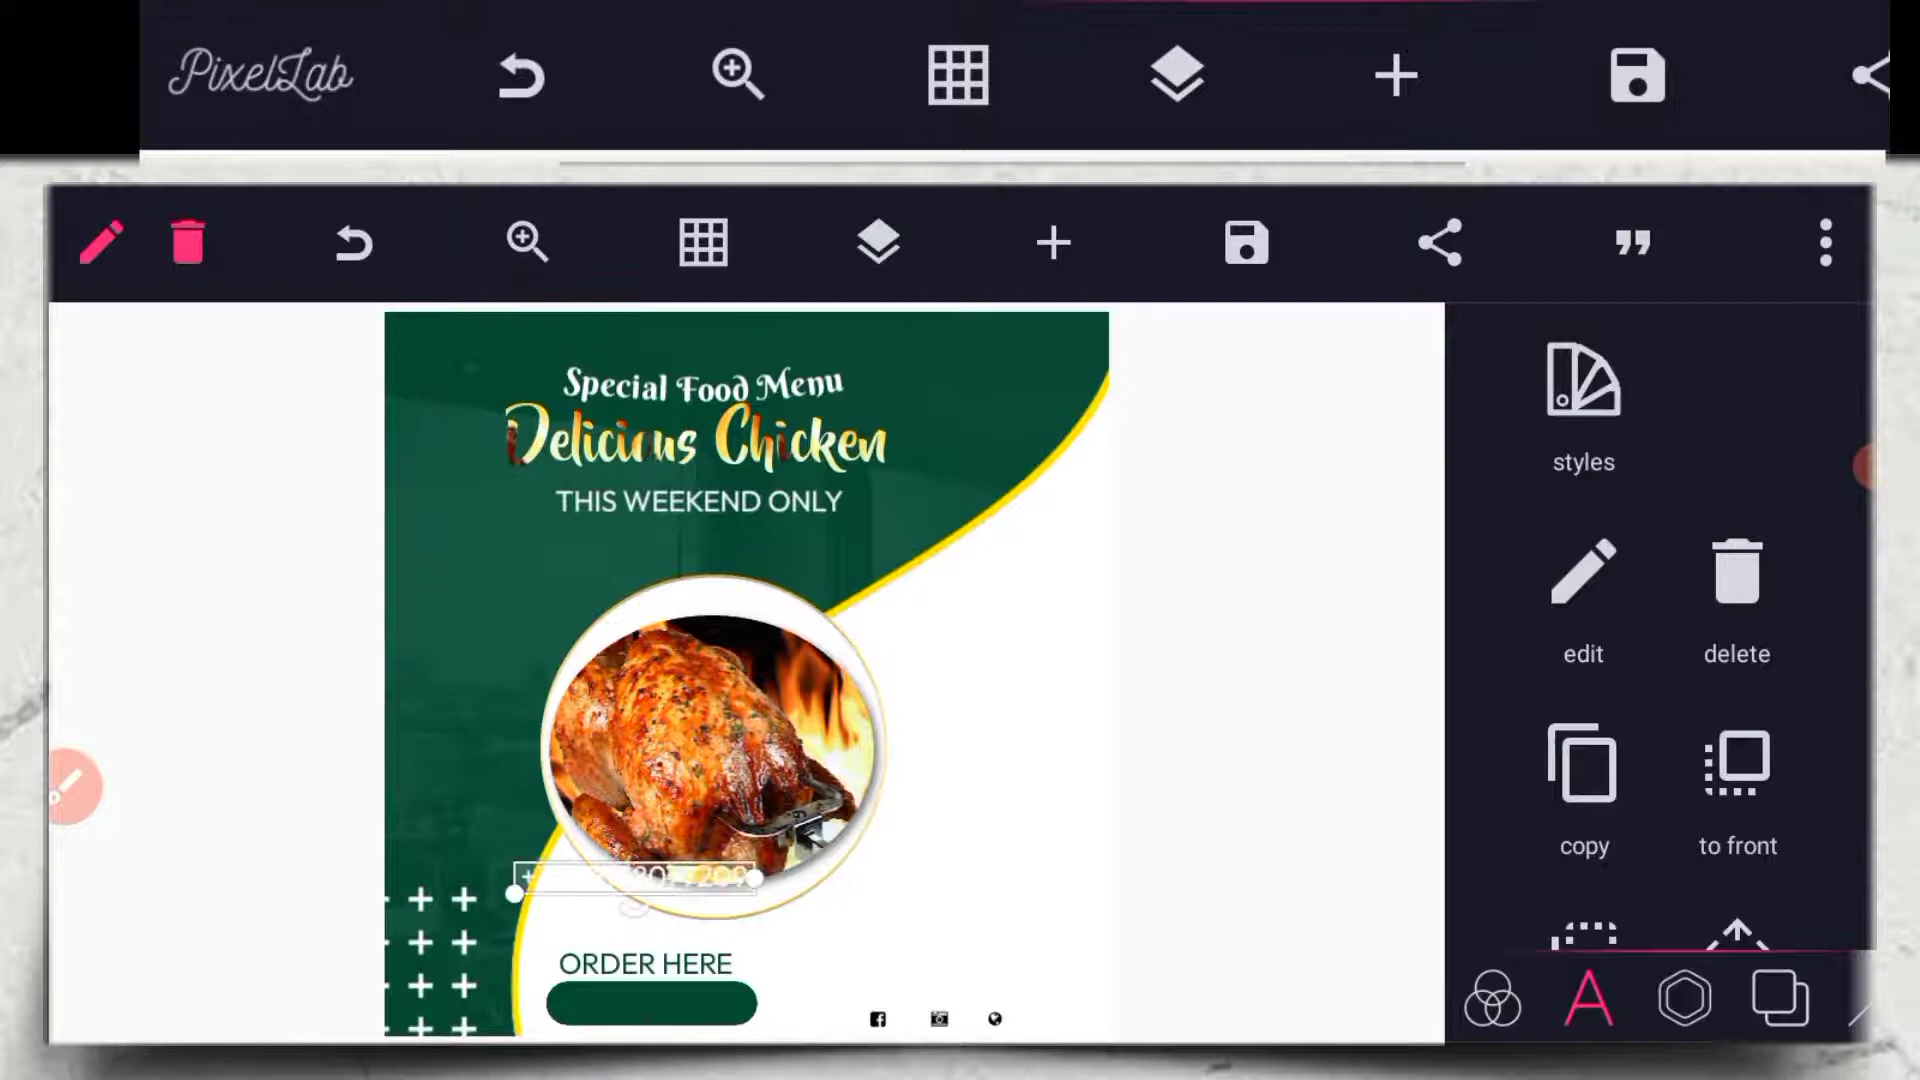 PixelLab
Special Food Menu
Delicious Chicken
THIS WEEKEND ONLY
styles
edit
delete
copy
to front
ORDER HERE